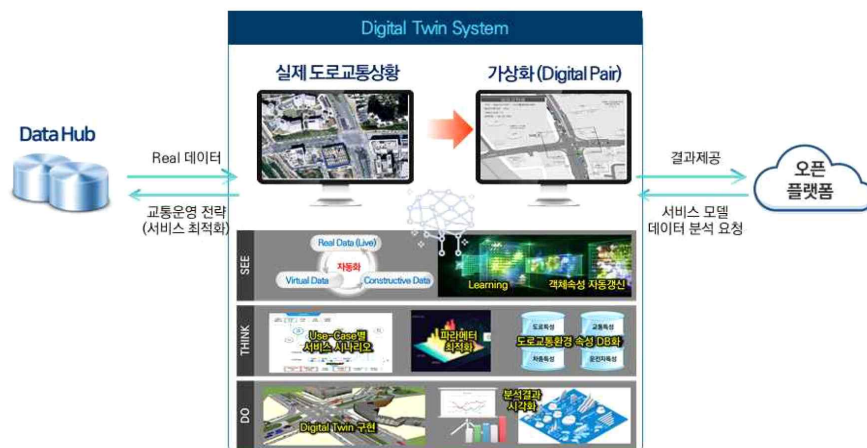 Digital Twin System
실제 도로교통상황
가상화 (Digital Pair)
Data Hub
Real 데이터
교통운영 전략
(서비스 최적화)
결과제공
서비스 모델
데이터 분석 요청
오픈
플랫폼
SEE
Real Data (Live)
자동화
Virtual Data
Constructive Data
Learning
객체속성 자동갱신
THINK
Use-Case별
서비스 시나리오
파라메터
최적화
도로특성
교통특성
도로교통환경 속성 DB화
차종특성
운전자특성
DO
Digital Twin 구현
분석결과
시각화